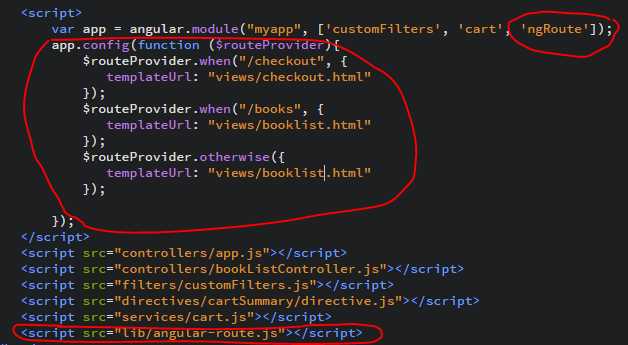 <script>
var app = angular.module("myapp", ['customFilters', 'cart', 'ngRoute']);
app.config(function ($routeProvider){
$routeProvider.when("/checkout", {
templateUrl: "views/checkout.html"
});
$routeProvider.when("/books", {
templateUrl: "views/booklist.html"
});
$routeProvider.otherwise({
templateUrl: "views/booklist.html"
});
});
</script>
<script src="controllers/app.js"></script>
<script src="controllers/bookListController.js"></script>
<script src="filters/customFilters.js"></script>
<script src="directives/cartSummary/directive.js"></script>
<script src="services/cart.js"></script>
<script src="lib/angular-route.js"></script>